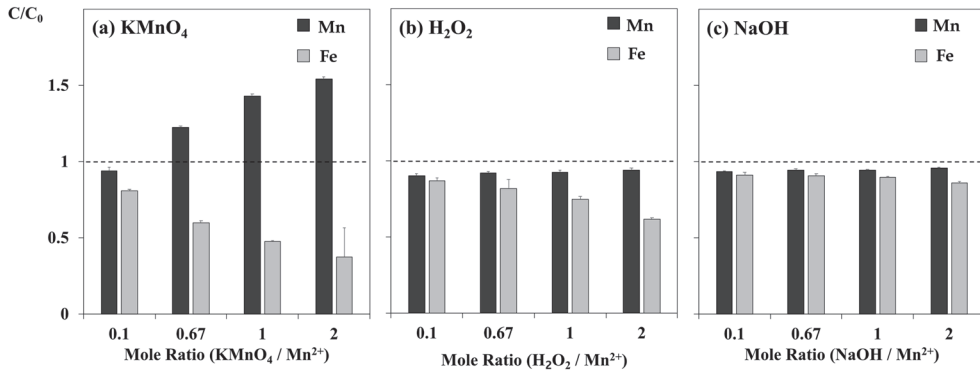 C/C₀
(a) KMnO₄
Mn
Fe
1.5
1
0.5
0
0.1 0.67 1 2
Mole Ratio (KMnO₄ / Mn²⁺)
(b) H₂O₂
Mn
Fe
0.1 0.67 1 2
Mole Ratio (H₂O₂ / Mn²⁺)
(c) NaOH
Mn
Fe
0.1 0.67 1 2
Mole Ratio (NaOH / Mn²⁺)